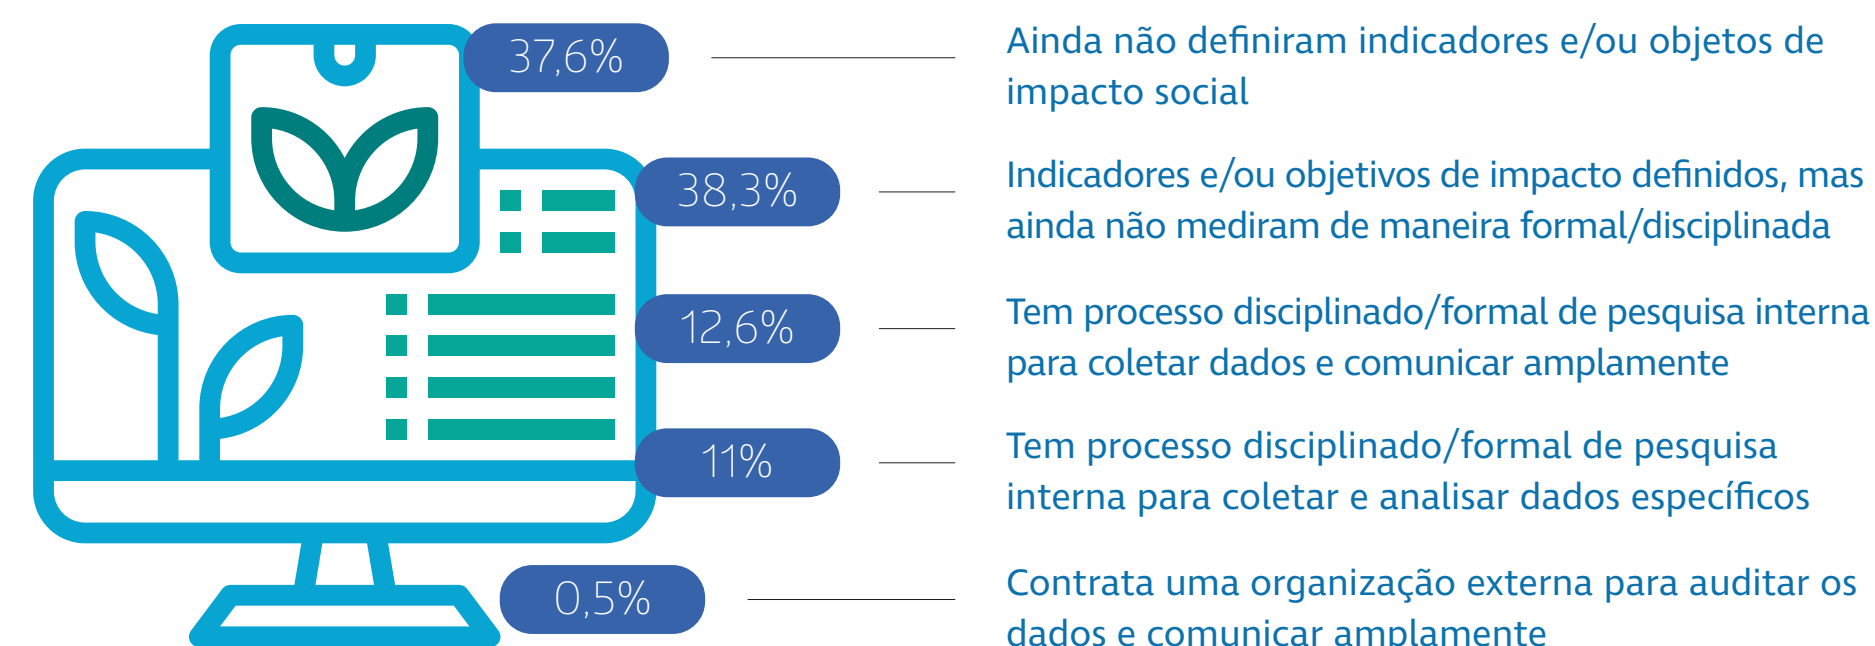 37,6%
Ainda não definiram indicadores e/ou objetos de
impacto social
38,3%
Indicadores e/ou objetivos de impacto definidos, mas
ainda não mediram de maneira formal/disciplinada
12,6%
Tem processo disciplinado/formal de pesquisa interna
para coletar dados e comunicar amplamente
11%
Tem processo disciplinado/formal de pesquisa
interna para coletar e analisar dados específicos
0,5%
Contrata uma organização externa para auditar os
dados e comunicar amplamente